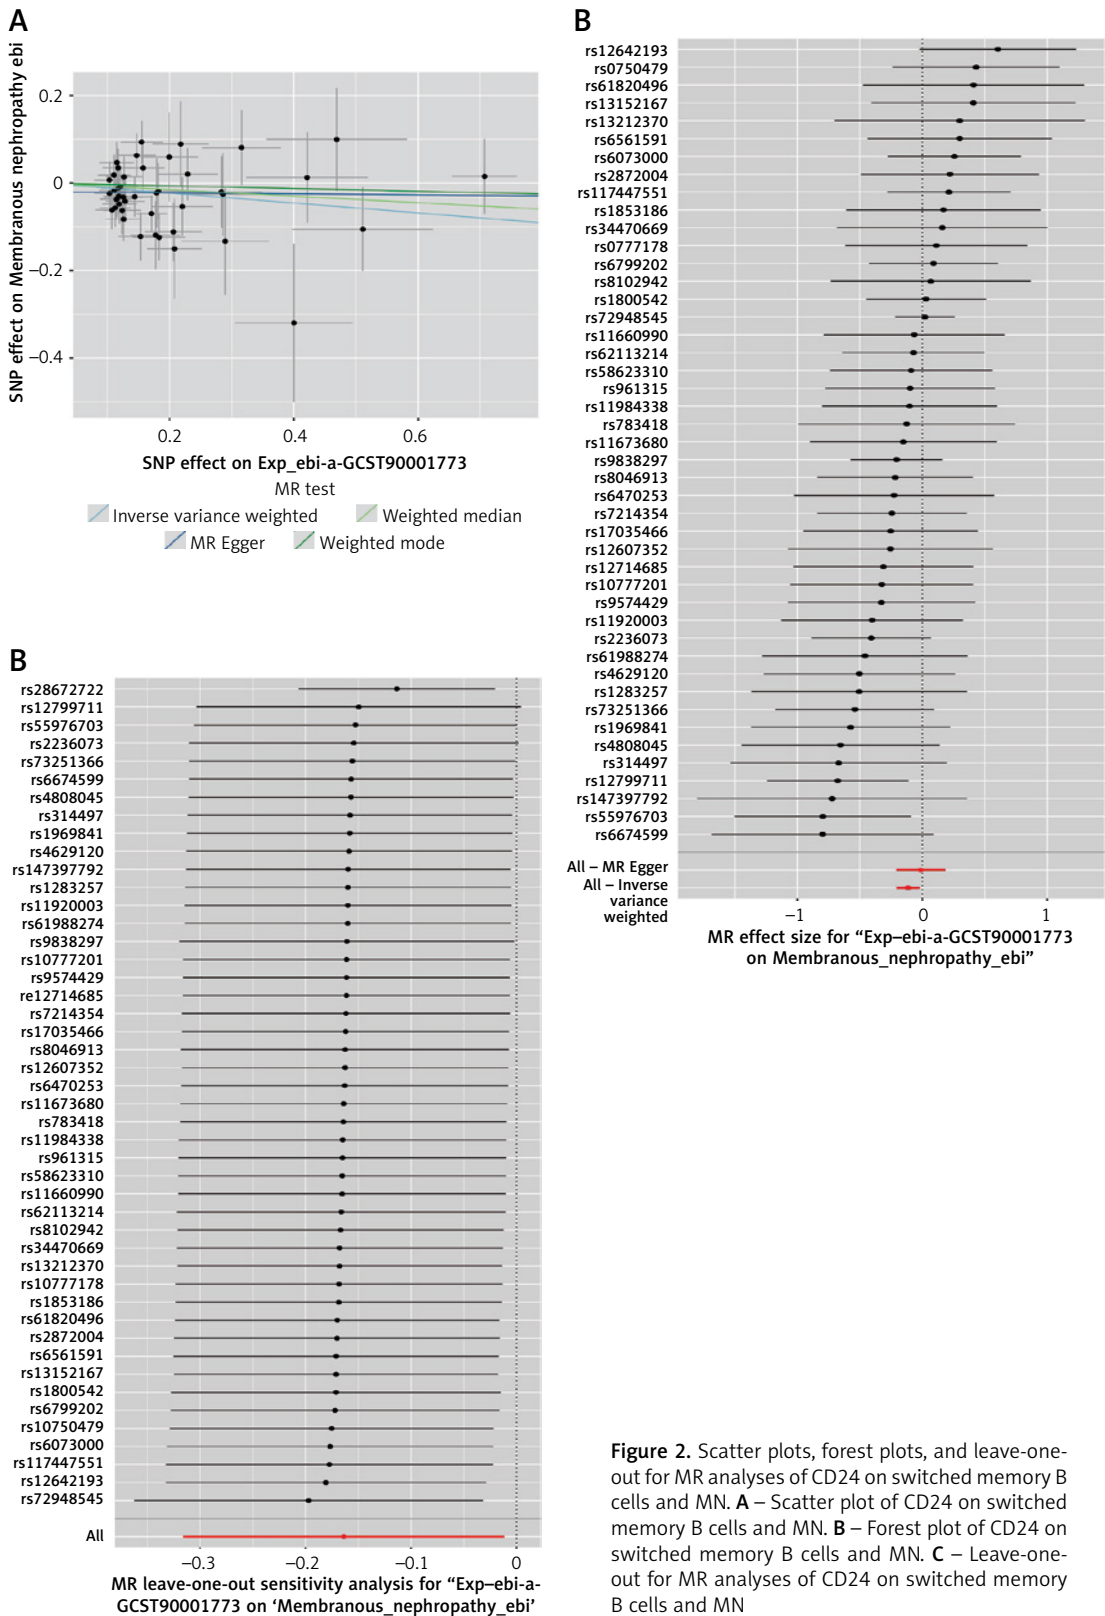 A
SNP effect on Membranous nephropathy ebi
0.2
0
−0.2
−0.4
0.2
0.4
0.6
SNP effect on Exp_ebi-a-GCST90001773
MR test
Inverse variance weighted
Weighted median
MR Egger
Weighted mode
B
rs12642193
rs0750479
rs61820496
rs13152167
rs13212370
rs6561591
rs6073000
rs2872004
rs117447551
rs1853186
rs34470669
rs0777178
rs6799202
rs8102942
rs1800542
rs72948545
rs11660990
rs62113214
rs58623310
rs961315
rs11984338
rs783418
rs11673680
rs9838297
rs8046913
rs6470253
rs7214354
rs17035466
rs12607352
rs12714685
rs10777201
rs9574429
rs11920003
rs2236073
rs61988274
rs4629120
rs1283257
rs73251366
rs1969841
rs4808045
rs314497
rs12799711
rs147397792
rs55976703
rs6674599
All – MR Egger
All – Inverse
variance
weighted
−1
0
1
MR effect size for “Exp–ebi-a-GCST90001773
on Membranous_nephropathy_ebi”
B
rs28672722
rs12799711
rs55976703
rs2236073
rs73251366
rs6674599
rs4808045
rs314497
rs1969841
rs4629120
rs147397792
rs1283257
rs11920003
rs61988274
rs9838297
rs10777201
rs9574429
re12714685
rs7214354
rs17035466
rs8046913
rs12607352
rs6470253
rs11673680
rs783418
rs11984338
rs961315
rs58623310
rs11660990
rs62113214
rs8102942
rs34470669
rs13212370
rs10777178
rs1853186
rs61820496
rs2872004
rs6561591
rs13152167
rs1800542
rs6799202
rs10750479
rs6073000
rs117447551
rs12642193
rs72948545
All
−0.3
−0.2
−0.1
0
MR leave-one-out sensitivity analysis for “Exp–ebi-a-
GCST90001773 on ‘Membranous_nephropathy_ebi’
Figure 2. Scatter plots, forest plots, and leave-one-
out for MR analyses of CD24 on switched memory B
cells and MN. A – Scatter plot of CD24 on switched
memory B cells and MN. B – Forest plot of CD24 on
switched memory B cells and MN. C – Leave-one-
out for MR analyses of CD24 on switched memory
B cells and MN